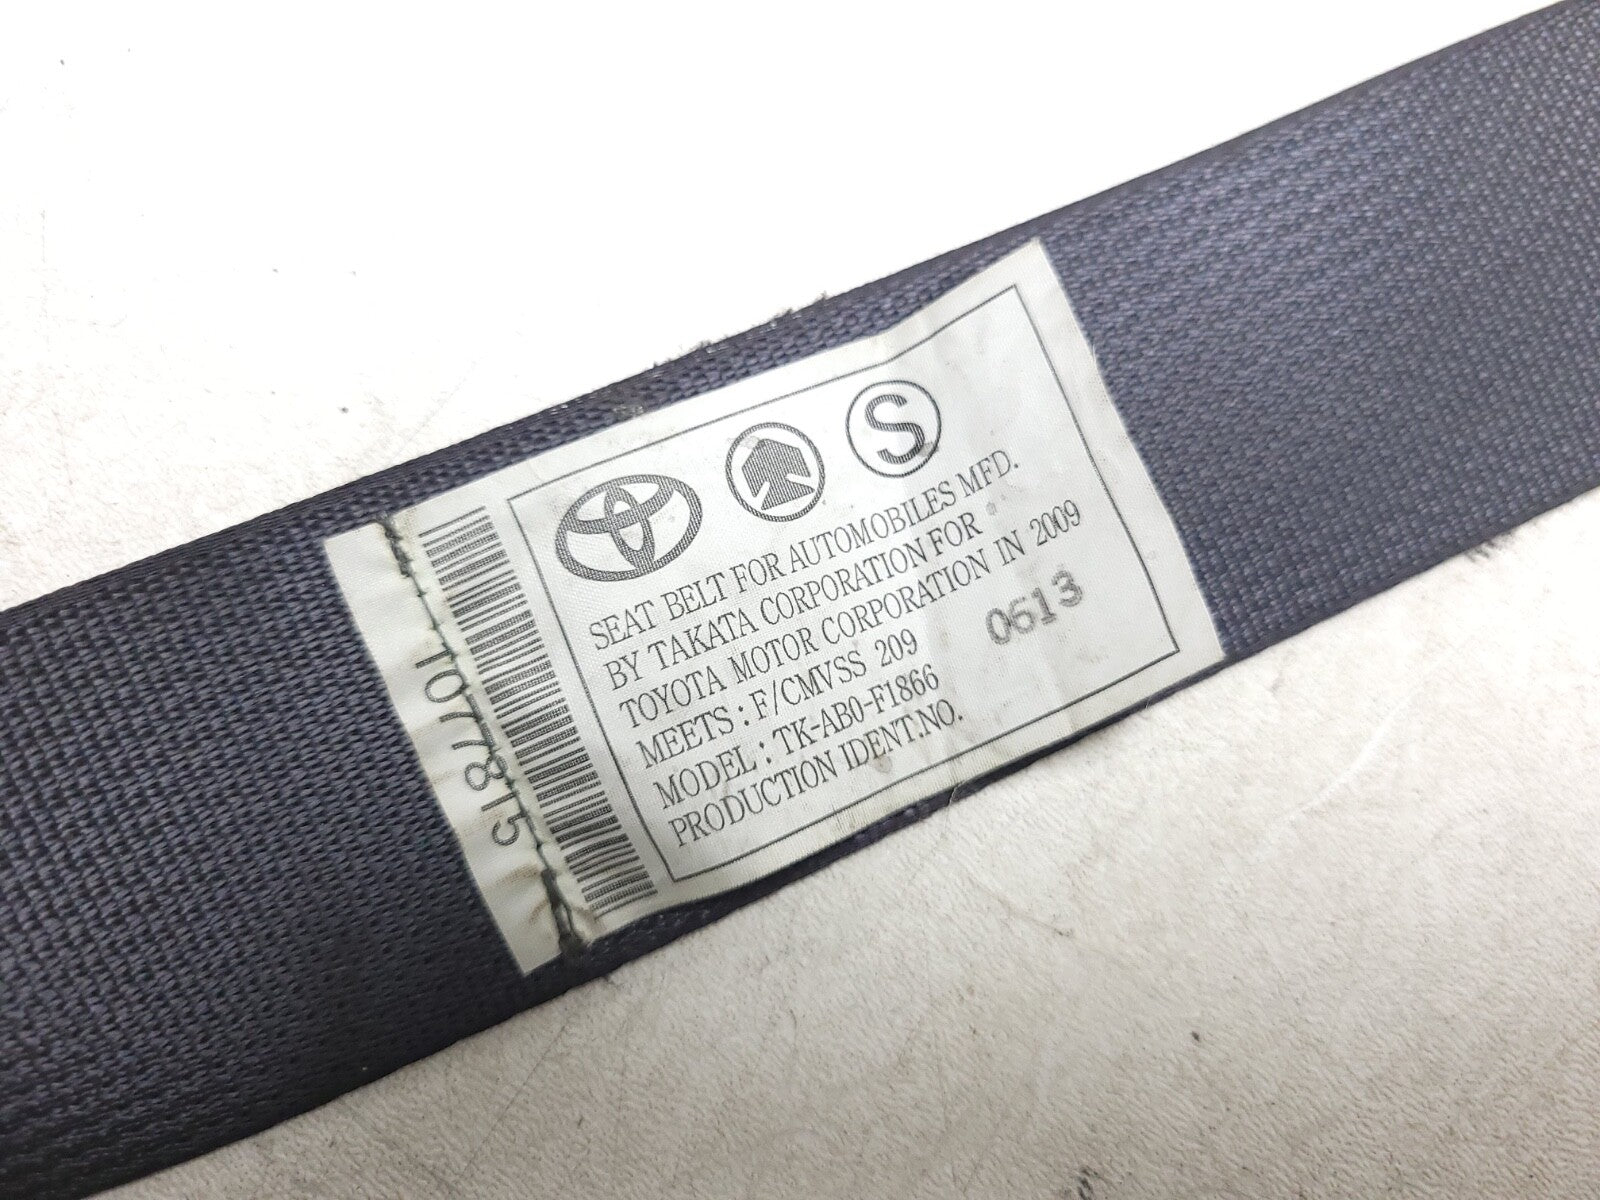 S
SEAT BELT FOR AUTOMOBILES MFD.
BY TAKATA CORPORATION FOR
TOYOTA MOTOR CORPORATION IN 2009
MEETS : F/CMVSS 209
0613
MODEL : TK-AB0-F1866
PRODUCTION IDENT.NO.
107815